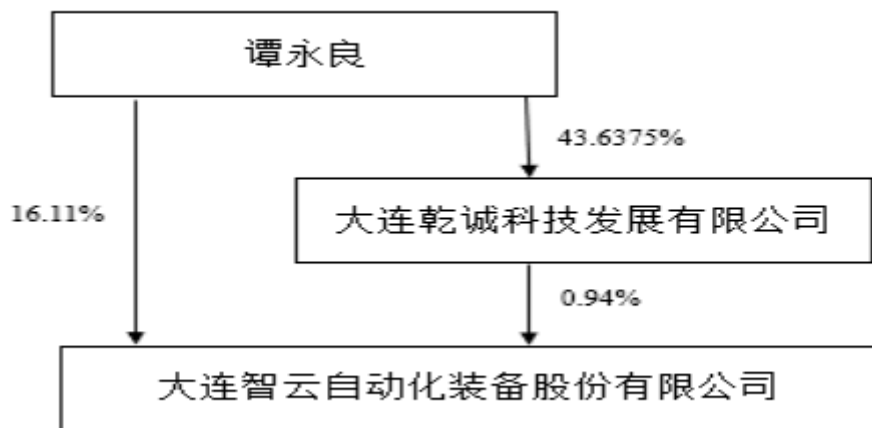 谭永良
43.6375%
16.11%
大连乾诚科技发展有限公司
0.94%
大连智云自动化装备股份有限公司